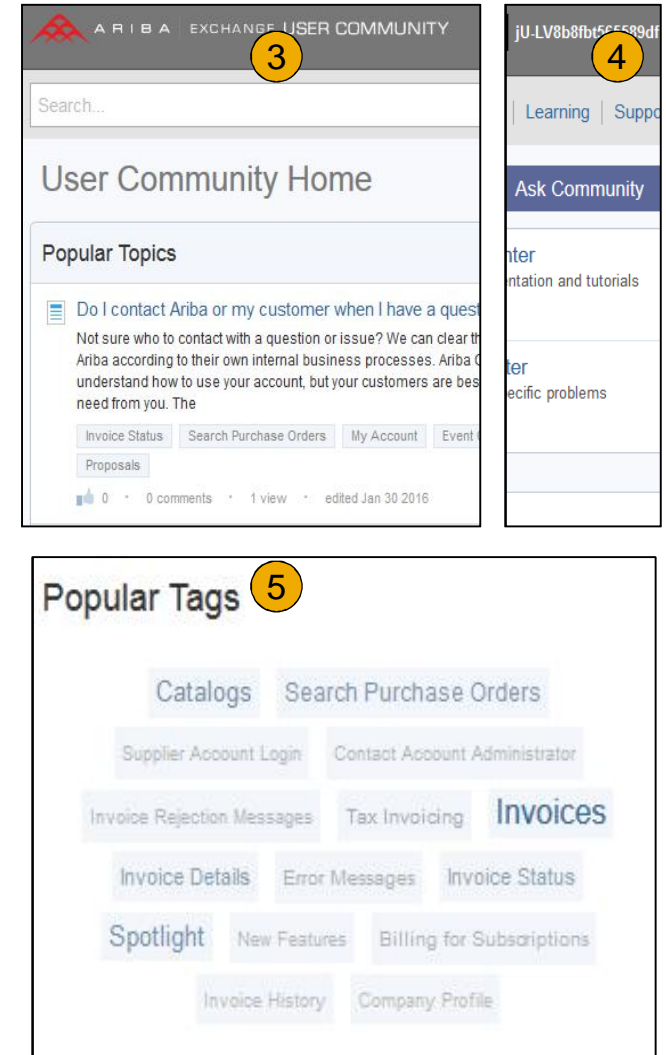 ARIBA EXCHANGE USER COMMUNITY
3
Search...
User Community Home
Popular Topics
Do I contact Ariba or my customer when I have a quest
Not sure who to contact with a question or issue? We can clear th
Ariba according to their own internal business processes. Ariba C
understand how to use your account, but your customers are bes
need from you. The
Invoice Status Search Purchase Orders My Account Event
Proposals
0 · 0 comments · 1 view · edited Jan 30 2016
4
Learning | Suppo
Ask Community
nter
entation and tutorials
ter
ecific problems
Popular Tags 5
Catalogs Search Purchase Orders
Supplier Account Login Contact Account Administrator
Invoice Rejection Messages Tax Invoicing Invoices
Invoice Details Error Messages Invoice Status
Spotlight New Features Billing for Subscriptions
Invoice History Company Profile